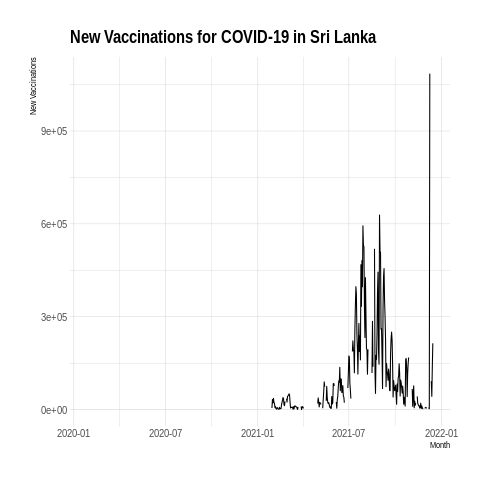 New Vaccinations for COVID-19 in Sri Lanka
New Vaccinations
9e+05
6e+05
3e+05
0e+00
2020-01 2020-07 2021-01 2021-07 2022-01
Month